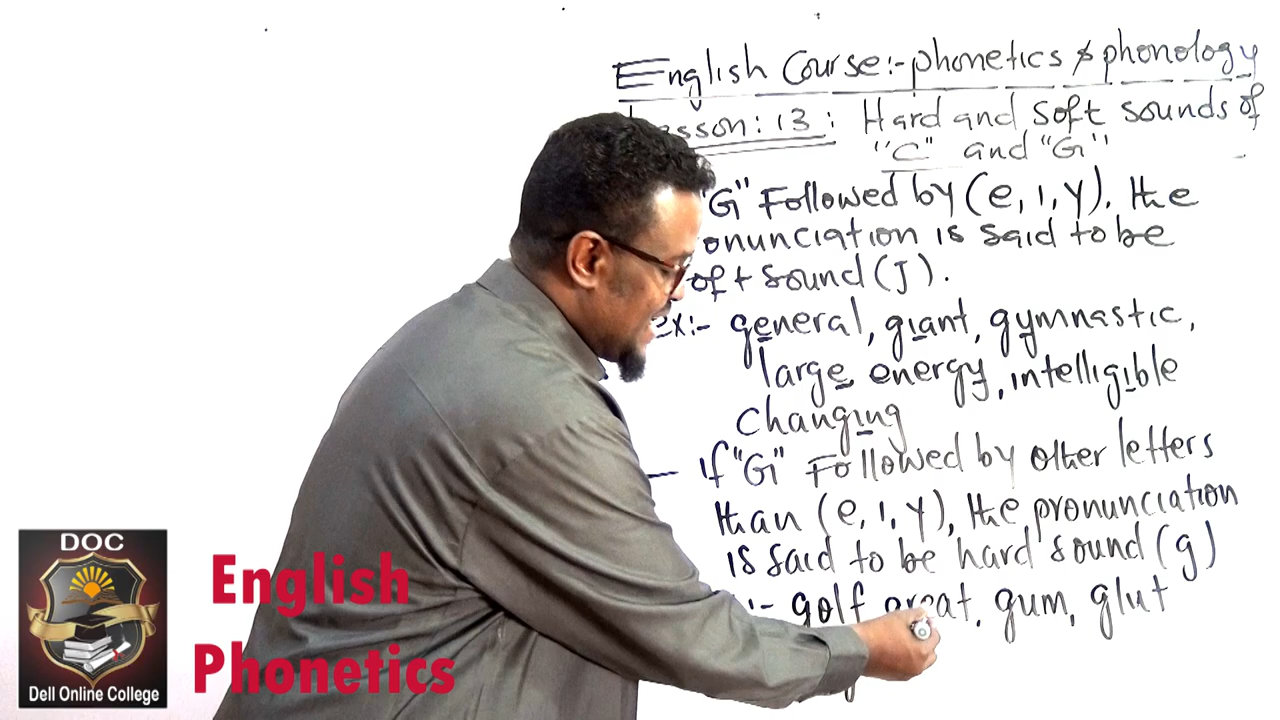 English Course:- phonetics & phonology
Lesson: 13: Hard and soft sounds of
"C" and "G"
"G" Followed by (e, i, y). the
onunciation is said to be
oft sound (J).
ex:- general, giant, gymnastic,
large energy, intelligible
changing
— if "G" Followed by other letters
than (e, i, y), the pronunciation
is said to be hard sound (g)
:- golf great, gum, glut
DOC
Dell Online College
English
Phonetics